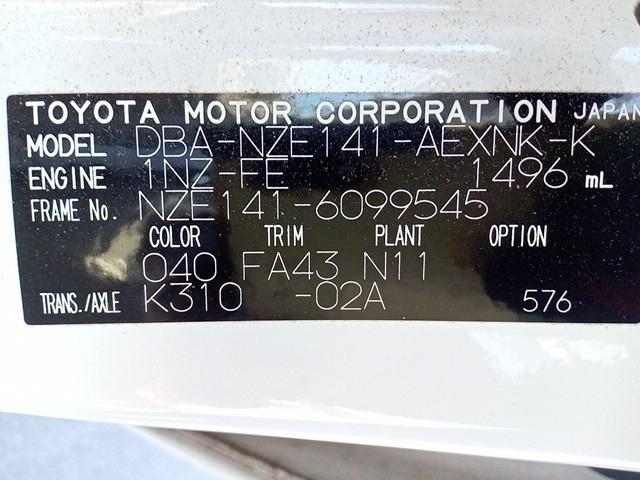 TOYOTA MOTOR CORPORATION JAPAN
MODEL DBA-NZE141-AEXNK-K
ENGINE 1NZ-FE 1496 mL
FRAME No. NZE141-6099545
COLOR TRIM PLANT OPTION
040 FA43 N11
TRANS./AXLE K310 -02A 576